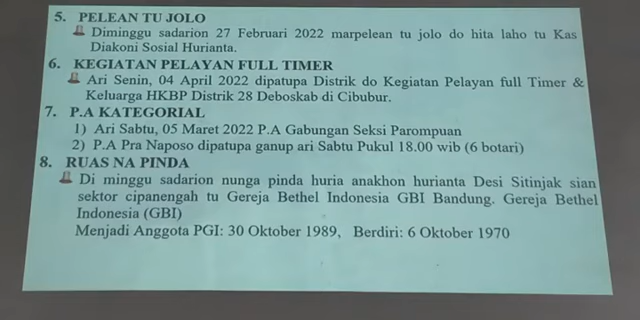 5. PELEAN TU JOLO
Diminggu sadarion 27 Februari 2022 marpelean tu jolo do hita laho tu Kas
Diakoni Sosial Hurianta.
6. KEGIATAN PELAYAN FULL TIMER
Ari Senin, 04 April 2022 dipatupa Distrik do Kegiatan Pelayan full Timer &
Keluarga HKBP Distrik 28 Deboskab di Cibubur.
7. P.A KATEGORIAL
1) Ari Sabtu, 05 Maret 2022 P.A Gabungan Seksi Parompuan
2) P.A Pra Naposo dipatupa ganup ari Sabtu Pukul 18.00 wib (6 botari)
8. RUAS NA PINDA
Di minggu sadarion nunga pinda huria anakhon hurianta Desi Sitinjak sian
sektor cipanengah tu Gereja Bethel Indonesia GBI Bandung. Gereja Bethel
Indonesia (GBI)
Menjadi Anggota PGI: 30 Oktober 1989, Berdiri: 6 Oktober 1970